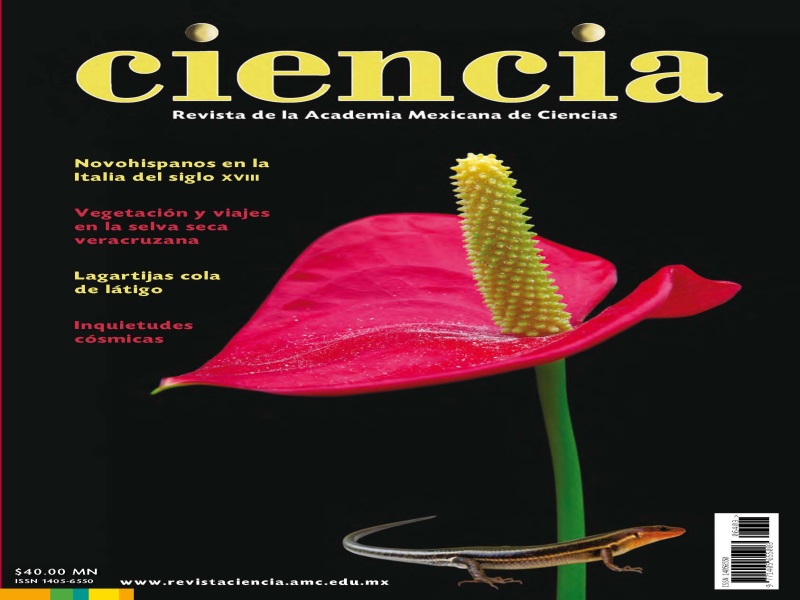 ciencia
Revista de la Academia Mexicana de Ciencias
Novohispanos en la
Italia del siglo XVIII
Vegetación y viajes
en la selva seca
veracruzana
Lagartijas cola
de látigo
Inquietudes
cósmicas
$40.00 MN
ISSN 1405-6550
www.revistaciencia.amc.edu.mx